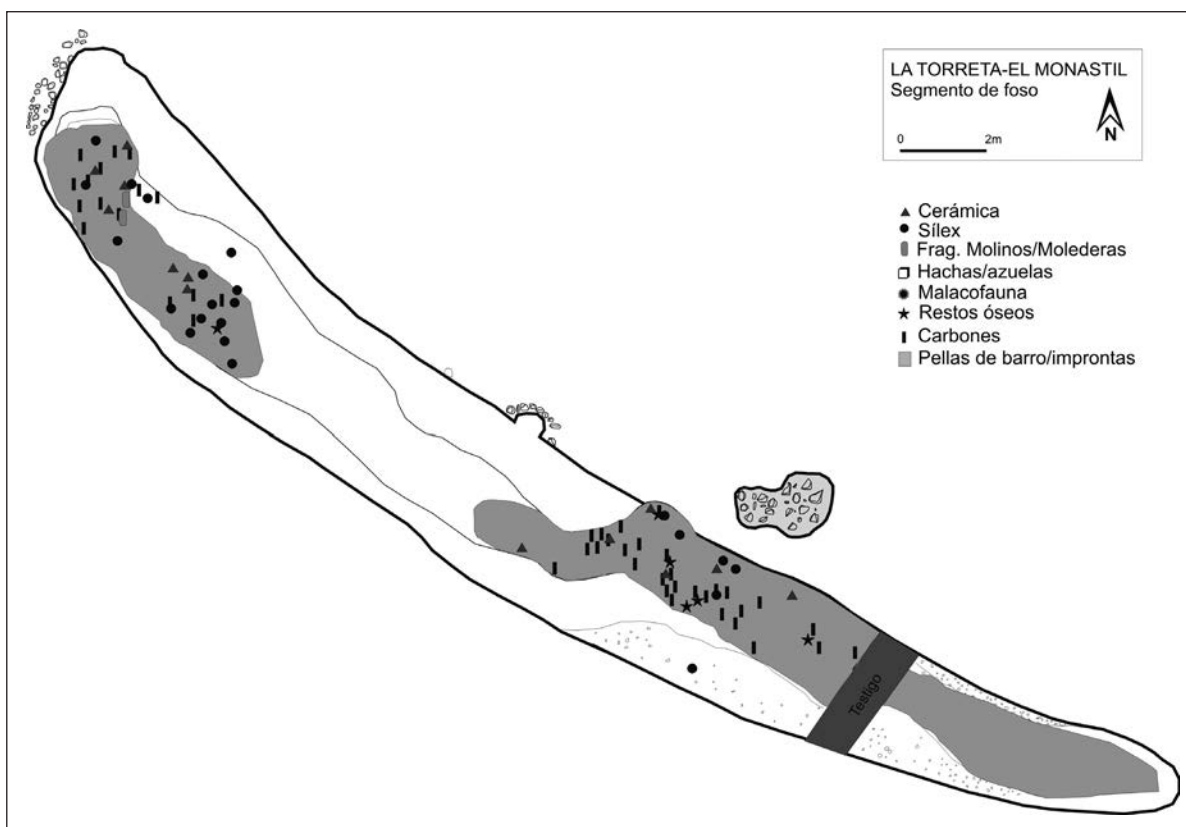 LA TORRETA-EL MONASTIL
Segmento de foso
N
0 2m
Cerámica
Sílex
Frag. Molinos/Molederas
Hachas/azuelas
Malacofauna
Restos óseos
Carbones
Pellas de barro/improntas
Testigo